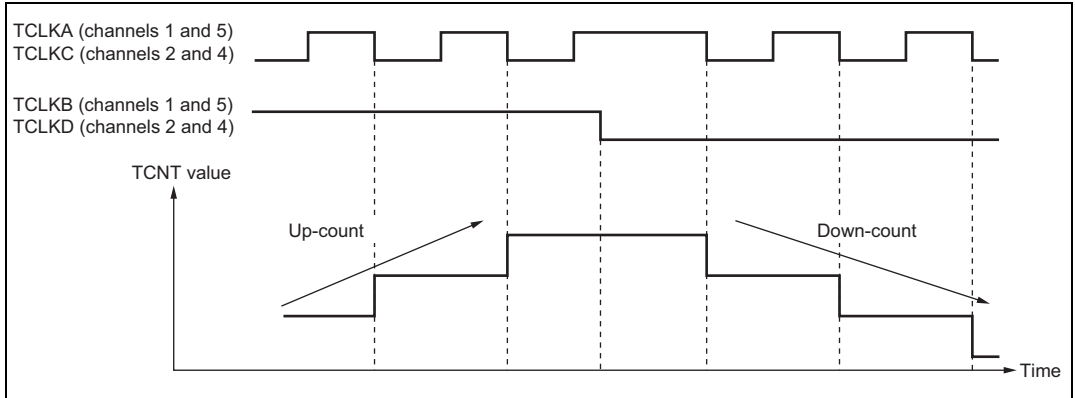 TCLKA (channels 1 and 5)
TCLKC (channels 2 and 4)
TCLKB (channels 1 and 5)
TCLKD (channels 2 and 4)
TCNT value
Up-count
Down-count
Time